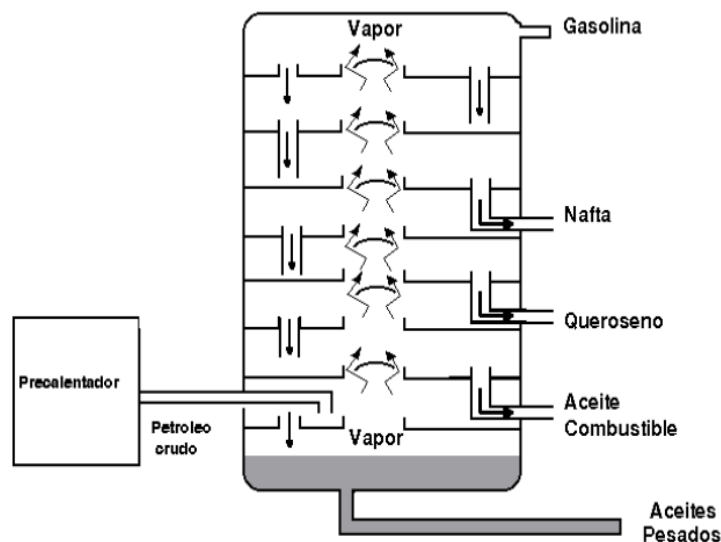 Vapor
Gasolina
Nafta
Queroseno
Precalentador
Petroleo
crudo
Vapor
Aceite
Combustible
Aceites
Pesados